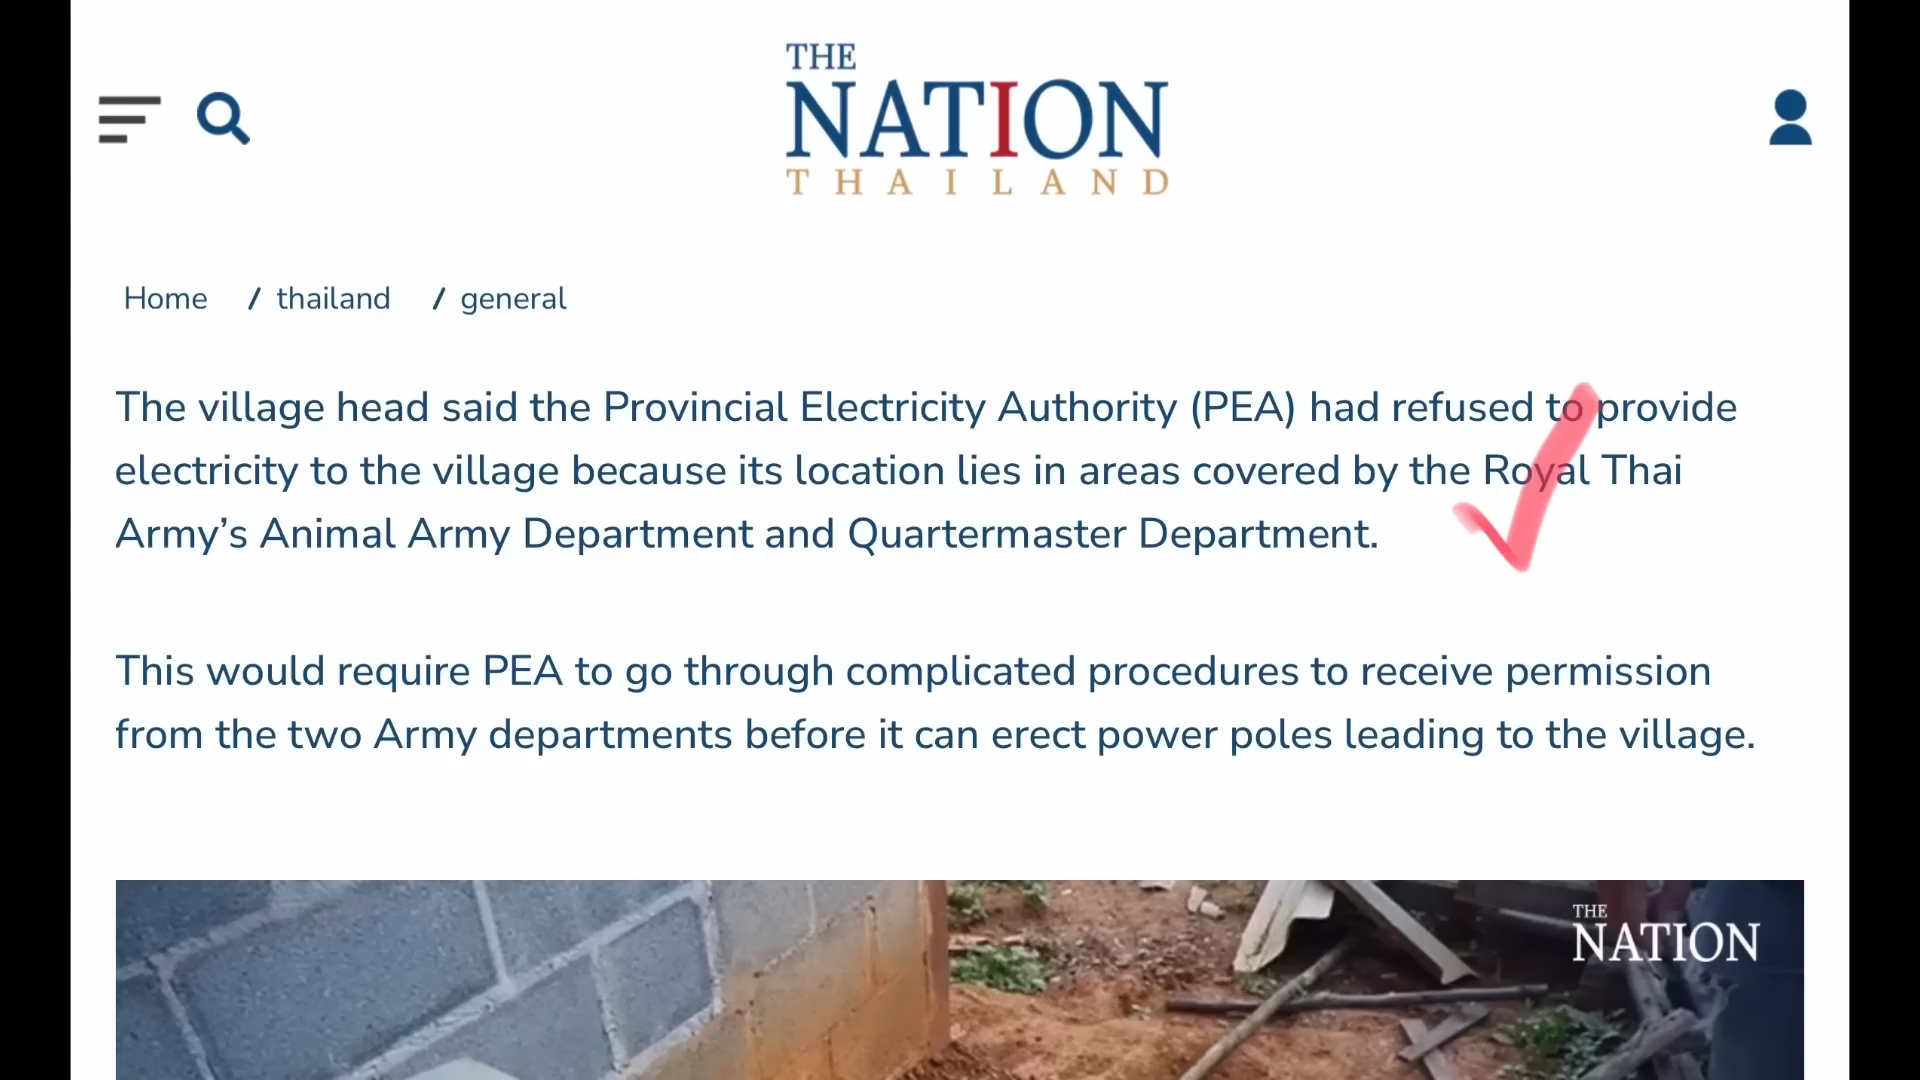 THE
NATION
THAILAND
Home / thailand / general
The village head said the Provincial Electricity Authority (PEA) had refused to provide
electricity to the village because its location lies in areas covered by the Royal Thai
Army’s Animal Army Department and Quartermaster Department.
This would require PEA to go through complicated procedures to receive permission
from the two Army departments before it can erect power poles leading to the village.
THE
NATION